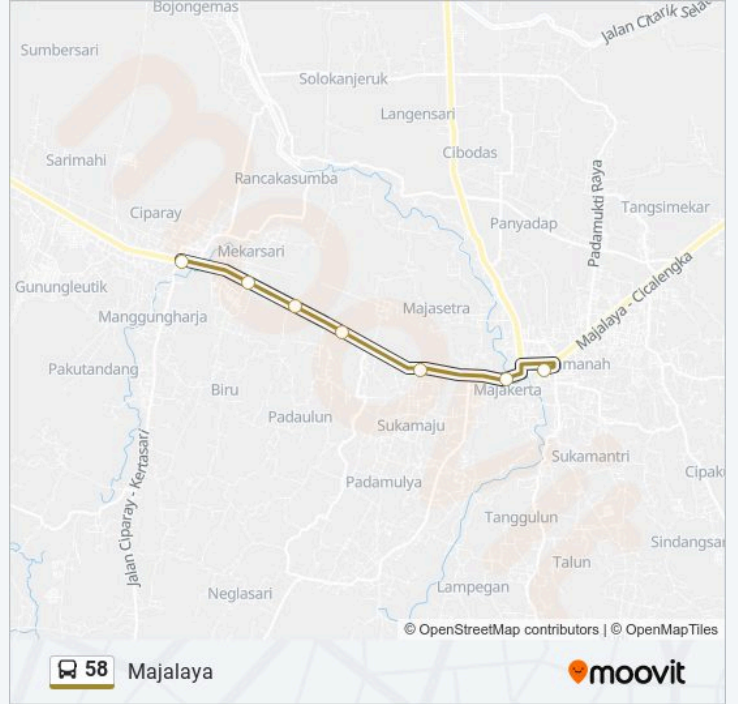 Bojongemas
Jalan Citarik Sela
Sumbersari
Solokanjeruk
Langensari
Cibodas
Sarimahi
Rancakasumba
Padamukti Raya
Tangsimekar
Ciparay
Panyadap
Mekarsari
Gunungleutik
Majalaya - Cicalengka
Manggungharja
Majasetra
Pakutandang
manah
Biru
Majakerta
Padaulun
Sukamaju
Jalan Ciparay - Kertasari
Sukamantri
Padamulya
Cipak
Tanggulun
Sindangsar
Talun
Neglasari
Lampegan
© OpenStreetMap contributors | © OpenMapTiles
58 Majalaya
moovit